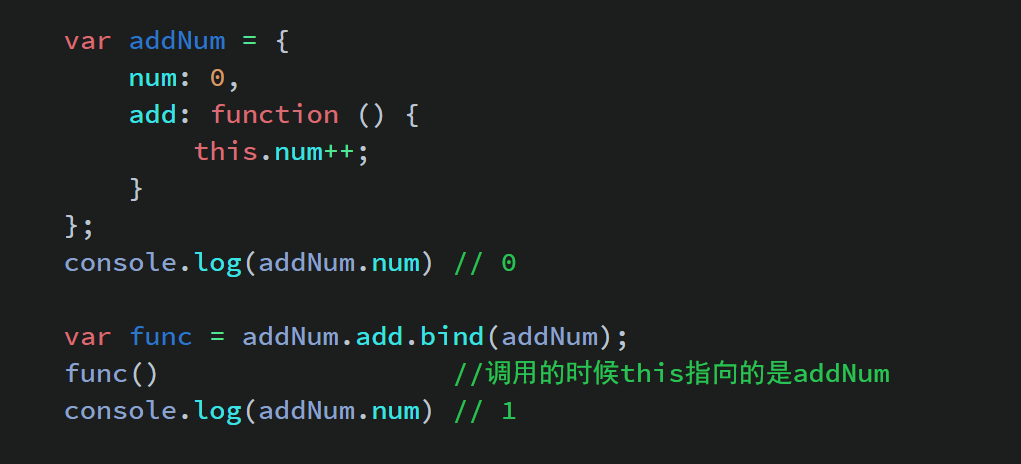 var addNum = {
    num: 0,
    add: function () {
        this.num++;
    }
};
console.log(addNum.num) // 0
var func = addNum.add.bind(addNum);
func()                   //调用的时候this指向的是addNum
console.log(addNum.num) // 1